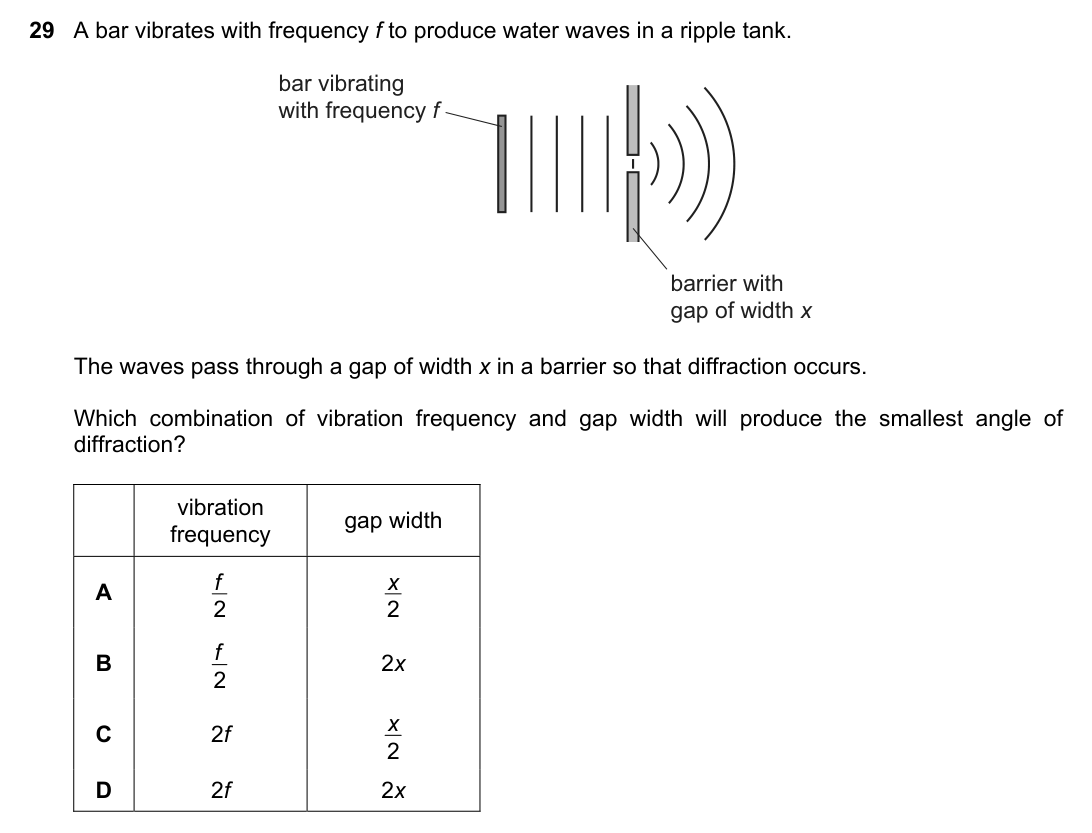 29 A bar vibrates with frequency f to produce water waves in a ripple tank.
bar vibrating
with frequency f
barrier with
gap of width x
The waves pass through a gap of width x in a barrier so that diffraction occurs.
Which combination of vibration frequency and gap width will produce the smallest angle of
diffraction?
vibration
frequency
gap width
A f/2 x/2
B f/2 2x
C 2f x/2
D 2f 2x